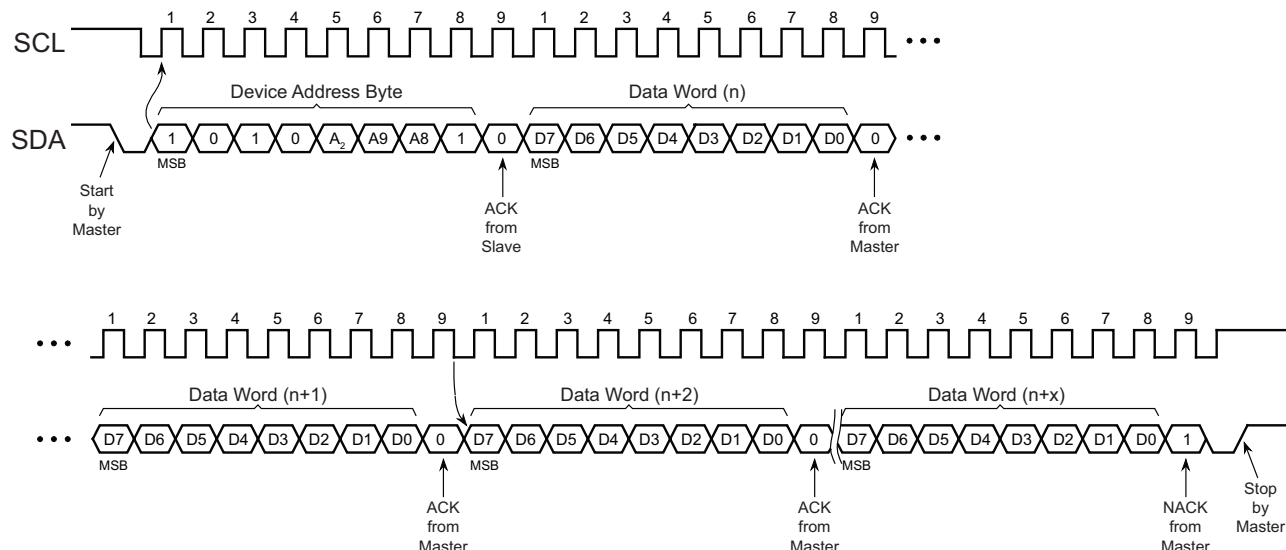 1 2 3 4 5 6 7 8 9 1 2 3 4 5 6 7 8 9
SCL
Device Address Byte Data Word (n)
SDA 1 0 1 0 A2 A9 A8 1 0 D7 D6 D5 D4 D3 D2 D1 D0 0
MSB MSB
Start
by
Master
ACK
from
Slave
ACK
from
Master
1 2 3 4 5 6 7 8 9 1 2 3 4 5 6 7 8 9 1 2 3 4 5 6 7 8 9
Data Word (n+1) Data Word (n+2) Data Word (n+x)
D7 D6 D5 D4 D3 D2 D1 D0 0 D7 D6 D5 D4 D3 D2 D1 D0 0 D7 D6 D5 D4 D3 D2 D1 D0 1
MSB MSB MSB
ACK
from
Master
ACK
from
Master
NACK
from
Master
Stop
by
Master